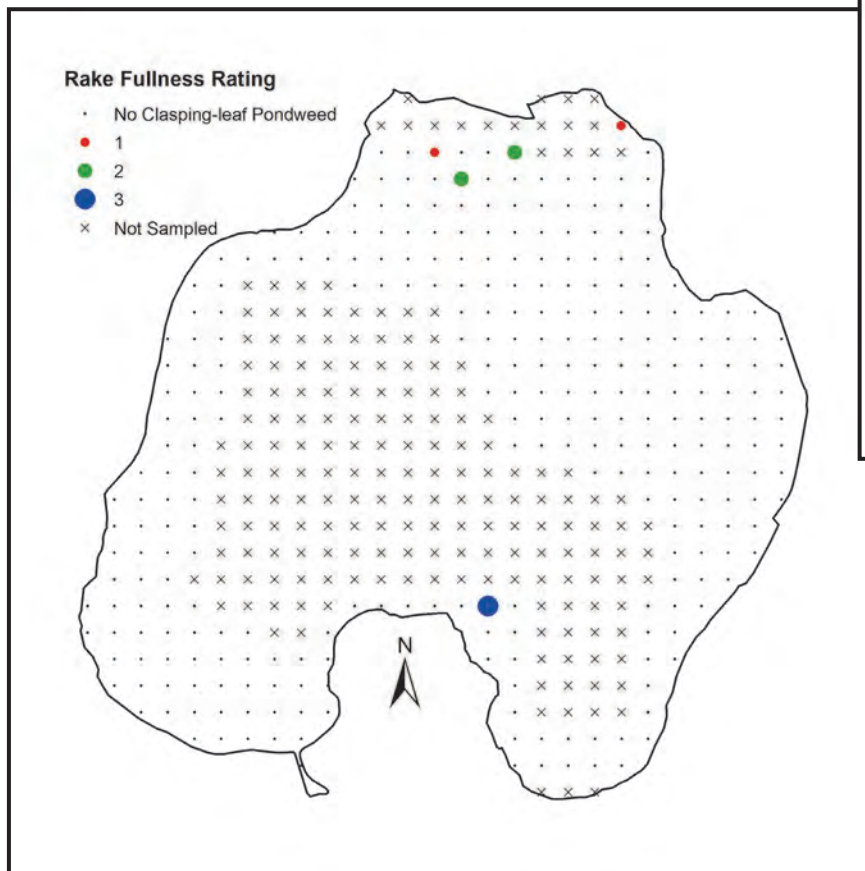 Rake Fullness Rating
No Clasping-leaf Pondweed
1
2
3
Not Sampled
N